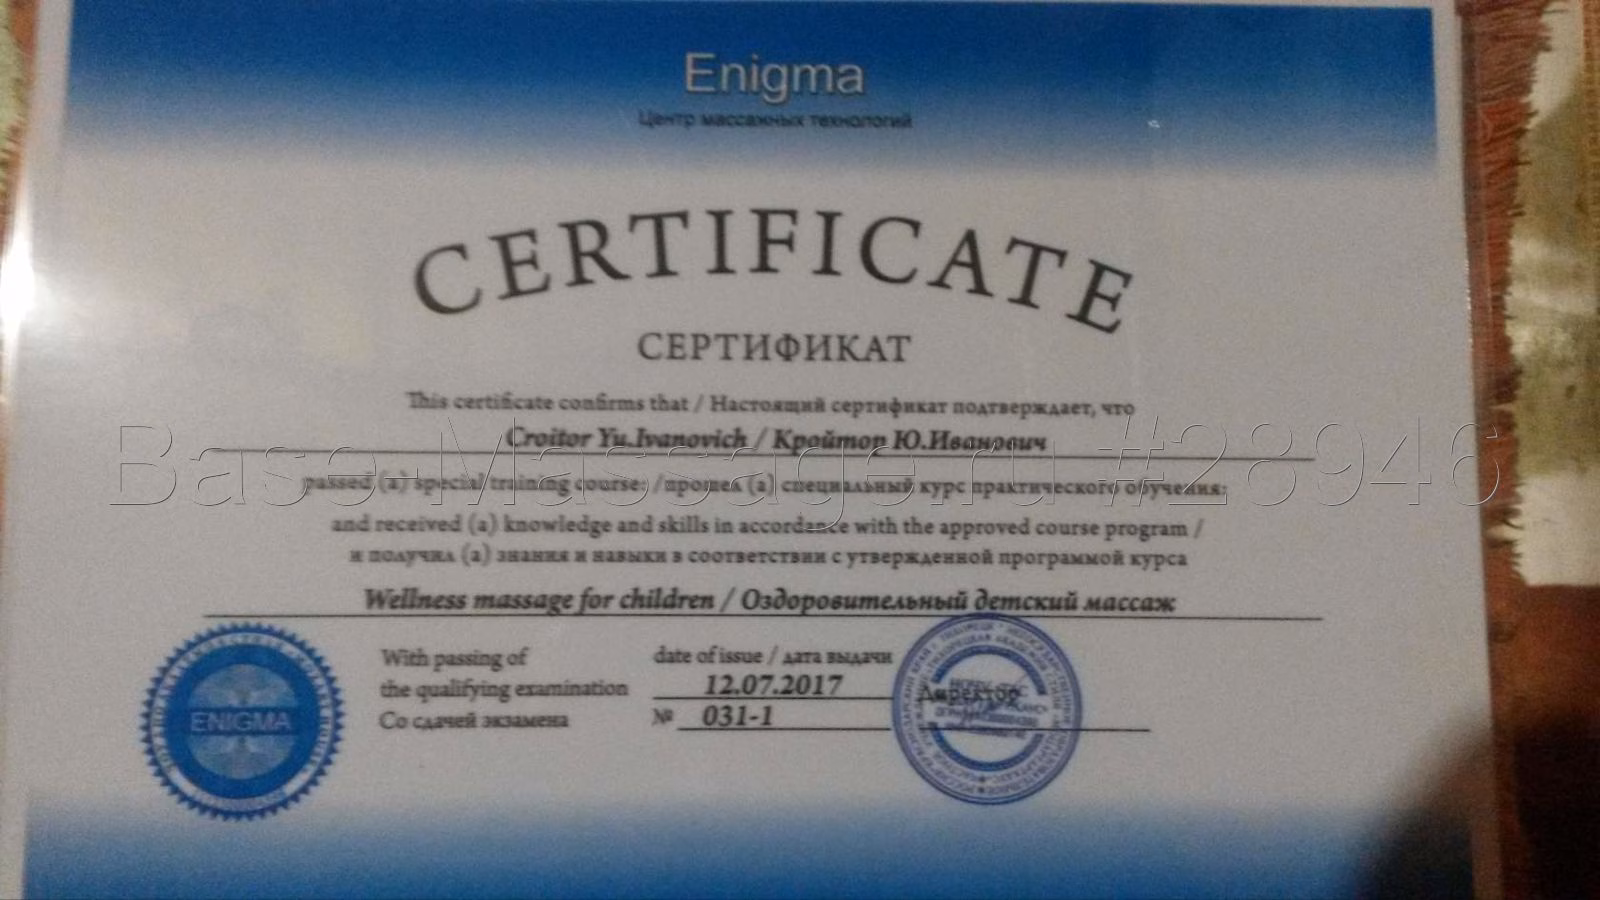 Enigma
Центр массажных технологий
CERTIFICATE
СЕРТИФИКАТ
This certificate confirms that / Настоящий сертификат подтверждает, что
Croitor Yu.Ivanovich / Кройтор Ю.Иванович
Base-Massage.ru #28946
passed (a) special training course: /прошел (а) специальный курс практического обучения:
and received (a) knowledge and skills in accordance with the approved course program /
и получил (а) знания и навыки в соответствии с утвержденной программой курса
Wellness massage for children / Оздоровительный детский массаж
With passing of
the qualifying examination
Со сдачей экзамена
date of issue / дата выдачи
12.07.2017
№ 031-1
Директор
ENIGMA